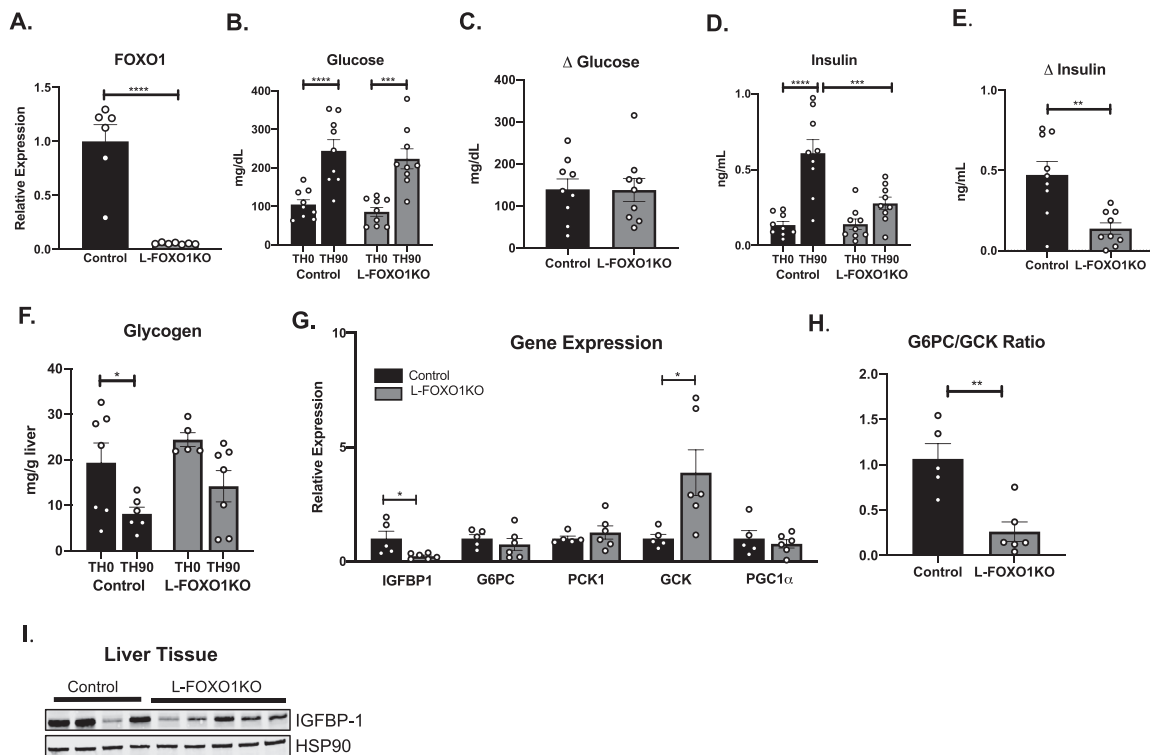 A.
FOXO1
****
Relative Expression
1.5
1.0
0.5
0.0
Control L-FOXO1KO
B.
Glucose
**** ***
mg/dL
400
300
200
100
0
TH0 TH90 TH0 TH90
Control L-FOXO1KO
C.
Δ Glucose
mg/dL
400
300
200
100
0
Control L-FOXO1KO
D.
Insulin
**** ***
ng/mL
1.0
0.5
0.0
TH0 TH90 TH0 TH90
Control L-FOXO1KO
E.
Δ Insulin
**
ng/mL
1.0
0.5
0.0
Control L-FOXO1KO
F.
Glycogen
*
mg/g liver
40
30
20
10
0
TH0 TH90 TH0 TH90
Control L-FOXO1KO
G.
Gene Expression
Control
L-FOXO1KO
*
*
Relative Expression
10
5
0
IGFBP1 G6PC PCK1 GCK PGC1α
H.
G6PC/GCK Ratio
**
2.0
1.5
1.0
0.5
0.0
Control L-FOXO1KO
I.
Liver Tissue
Control L-FOXO1KO
IGFBP-1
HSP90